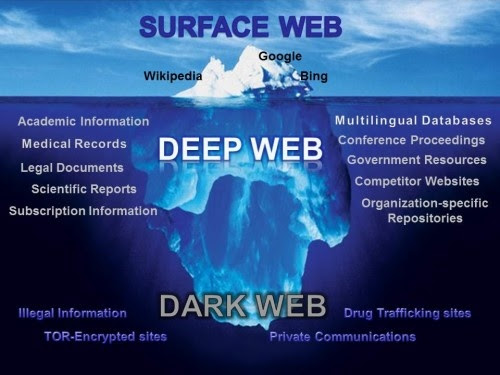 SURFACE WEB
Google
Wikipedia
Bing
Academic Information
Multilingual Databases
Medical Records
Conference Proceedings
DEEP WEB
Government Resources
Legal Documents
Competitor Websites
Scientific Reports
Organization-specific
Repositories
Subscription Information
DARK WEB
Illegal Information
Drug Trafficking sites
TOR-Encrypted sites
Private Communications